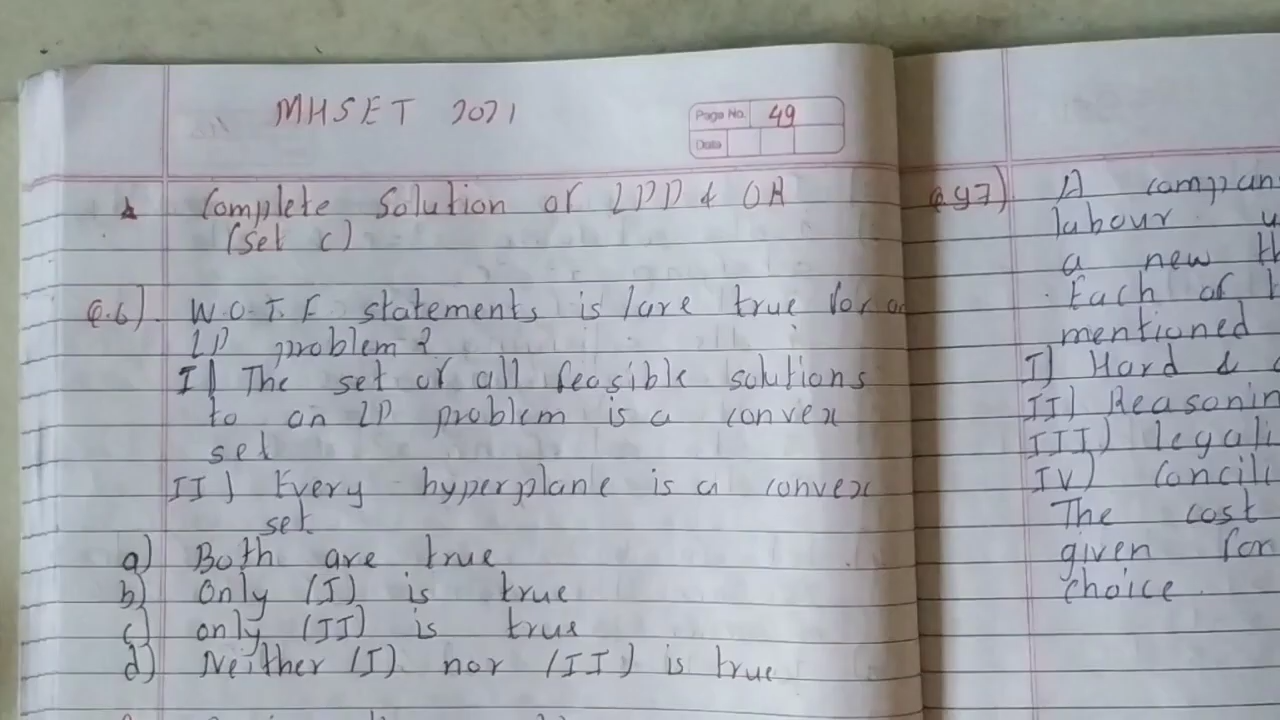 MHSET 2021
Page No. 49
Date
Complete Solution of LPP & OR
(Set C)
Q.6). W.O.T.F statements is/are true for an
LP problem?
I) The set of all feasible solutions
to an LP problem is a convex
set
II) Every hyperplane is a convex
set.
a) Both are true
b) Only (I) is true
c) only (II) is true
d) Neither (I) nor (II) is true
Q 97) A compan
labour
a new th
Each of
mentioned
I) Hard &
II) Reasonin
III) legali
IV) Concili
The cost
given for
choice.